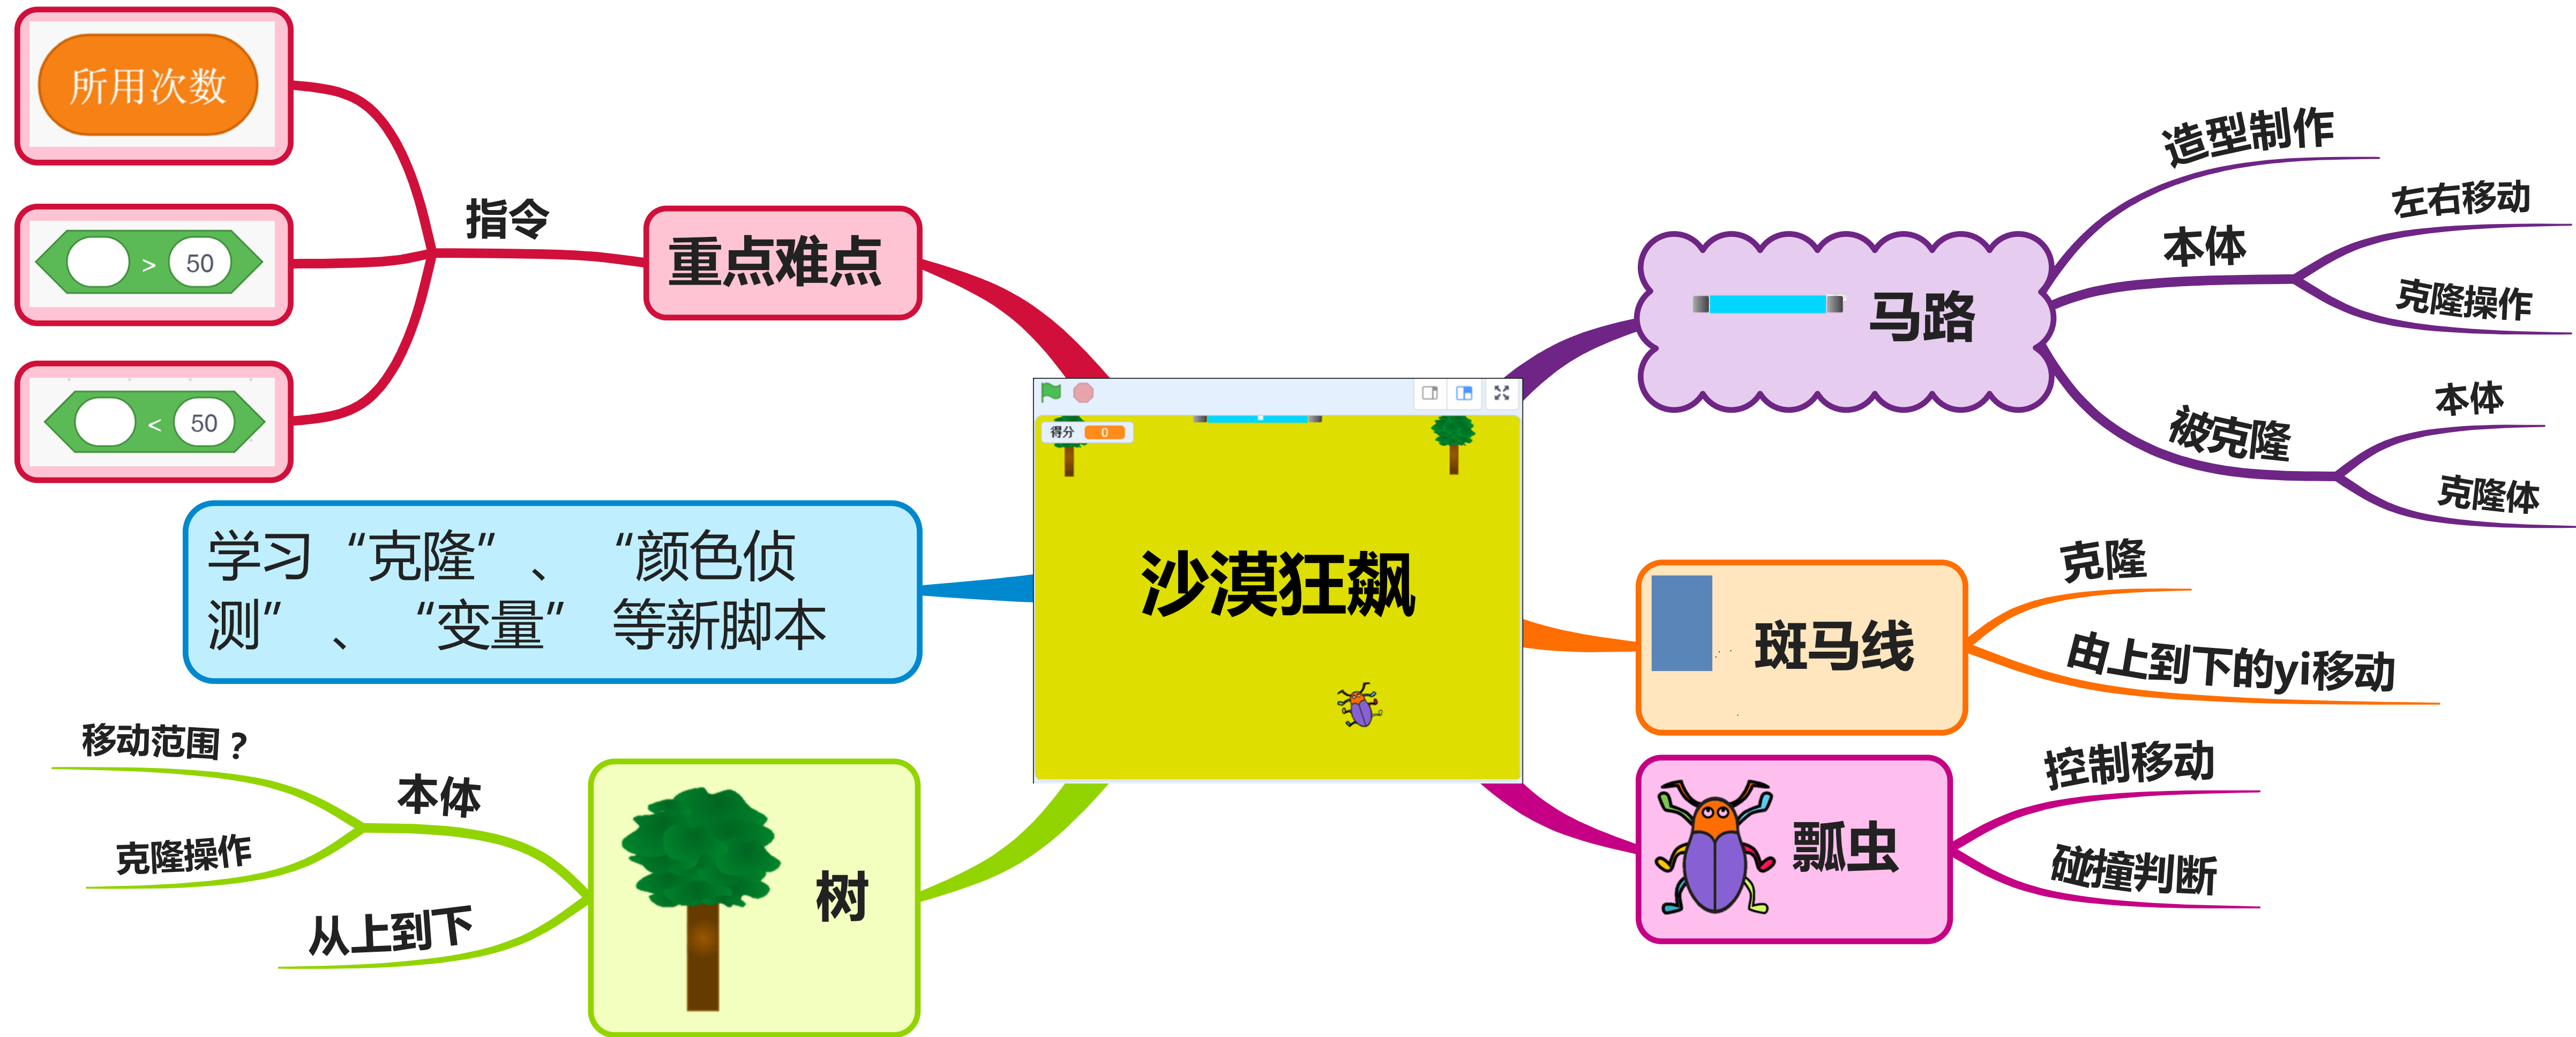 沙漠狂飙
得分 0
马路
造型制作
本体
左右移动
克隆操作
被克隆
本体
克隆体
斑马线
克隆
由上到下的yi移动
瓢虫
控制移动
碰撞判断
重点难点
指令
所用次数
> 50
< 50
学习“克隆”、“颜色侦
测”、“变量”等新脚本
树
本体
移动范围？
克隆操作
从上到下